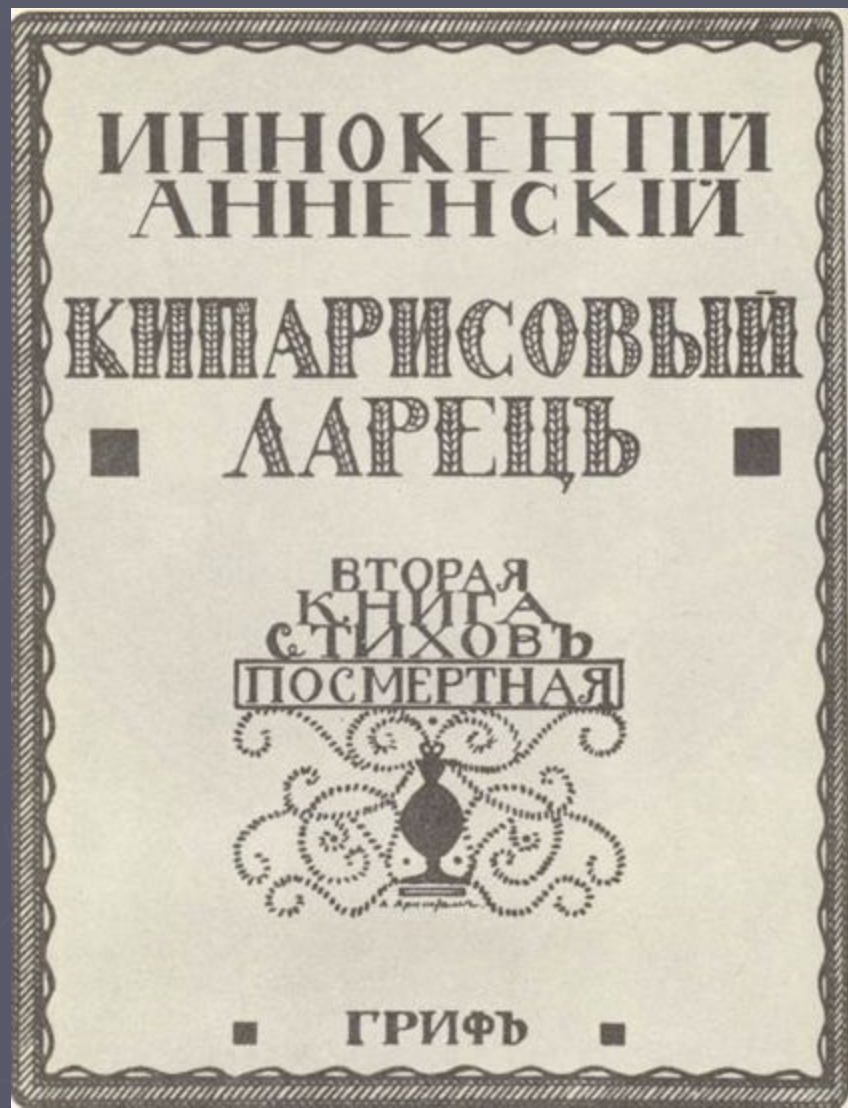 ИННОКЕНТІЙ
АННЕНСКІЙ
КИПАРИСОВЫЙ
ЛАРЕЦЪ
ВТОРАЯ
КНИГА
СТИХОВЪ
ПОСМЕРТНАЯ
ГРИФЪ